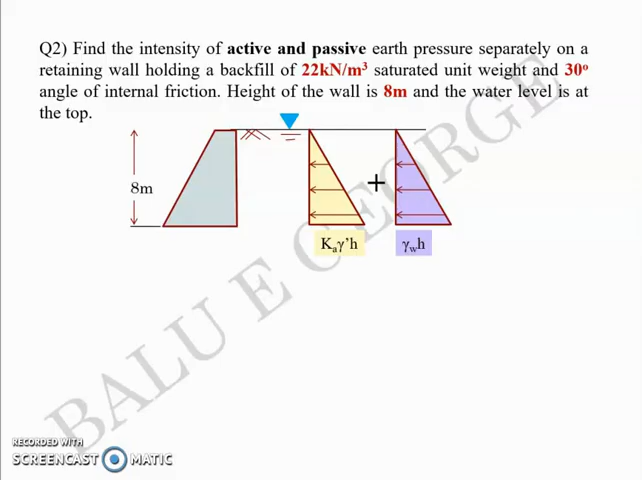 Q2) Find the intensity of active and passive earth pressure separately on a
retaining wall holding a backfill of 22kN/m³ saturated unit weight and 30º
angle of internal friction. Height of the wall is 8m and the water level is at
the top.
8m
+
Kₐγ’h
γwh
BALU E GEORGE
RECORDED WITH
SCREENCAST MATIC